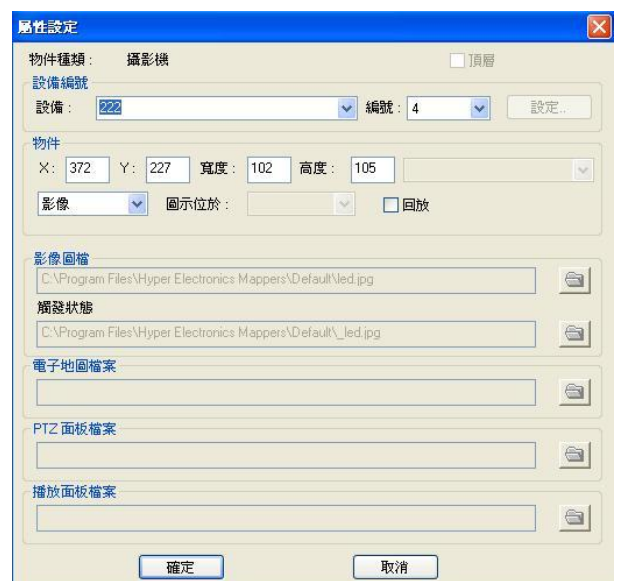 屬性設定
物件種類： 攝影機 頂層
設備編號
設備： 222 編號： 4 設定..
物件
X: 372 Y: 227 寬度： 102 高度： 105
影像 圖示位於： 回放
影像圖檔
C:\Program Files\Hyper Electronics Mappers\Default\led.jpg
觸發狀態
C:\Program Files\Hyper Electronics Mappers\Default\_led.jpg
電子地圖檔案
PTZ 面板檔案
播放面板檔案
確定 取消